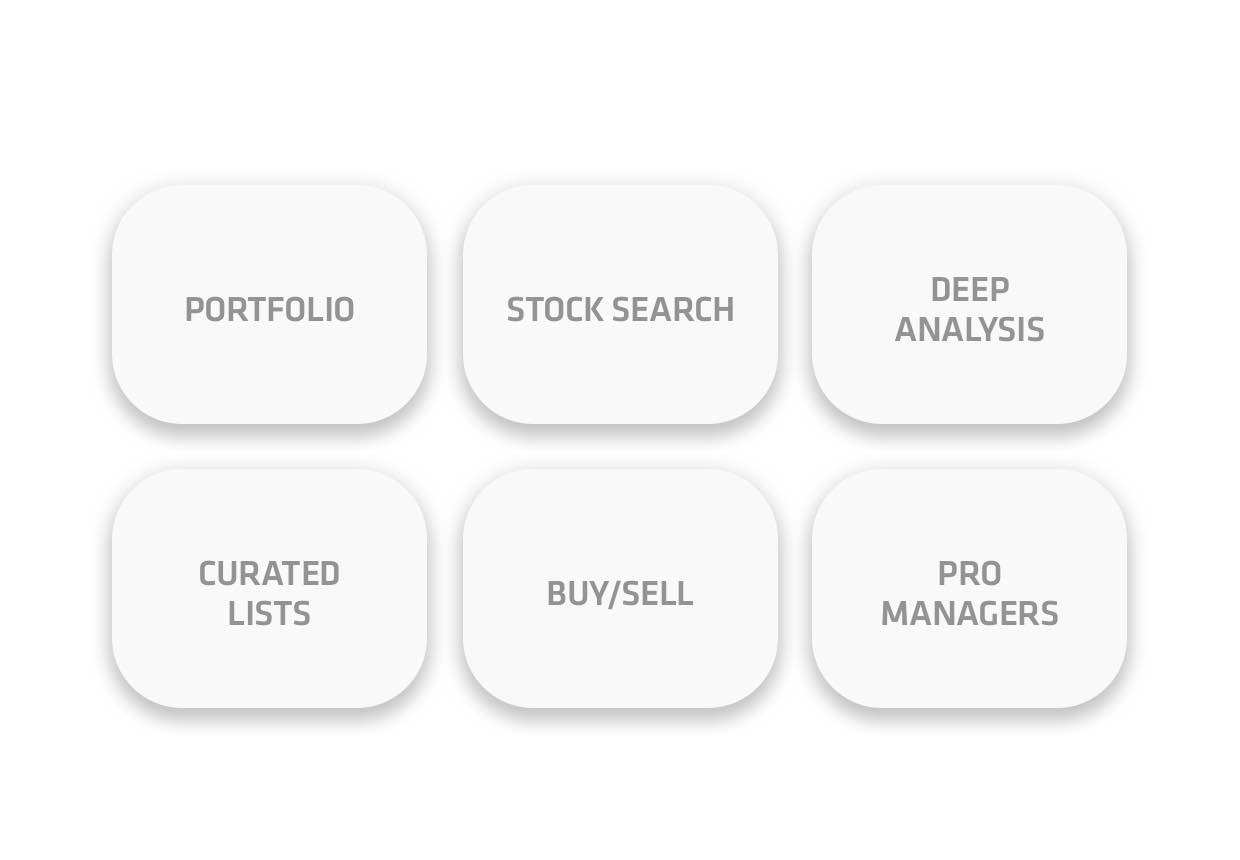 PORTFOLIO
STOCK SEARCH
DEEP
ANALYSIS
CURATED
LISTS
BUY/SELL
PRO
MANAGERS